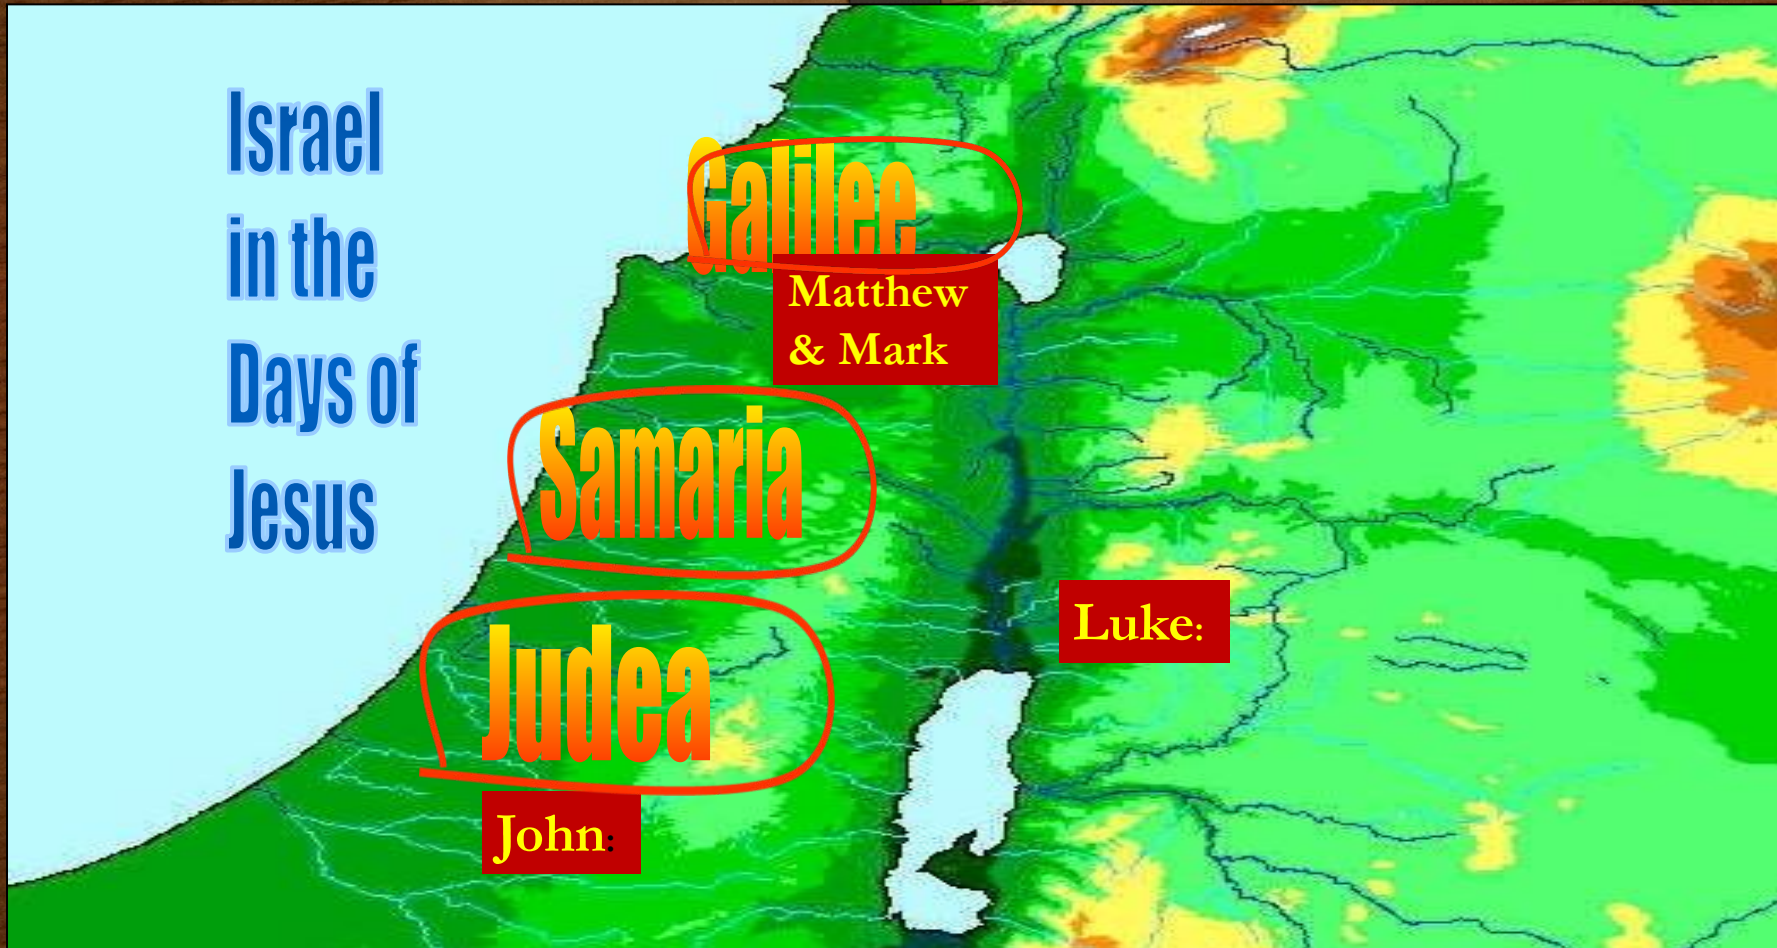 Israel
in the
Days of
Jesus
Galilee
Matthew
& Mark
Samaria
Luke:
Judea
John: